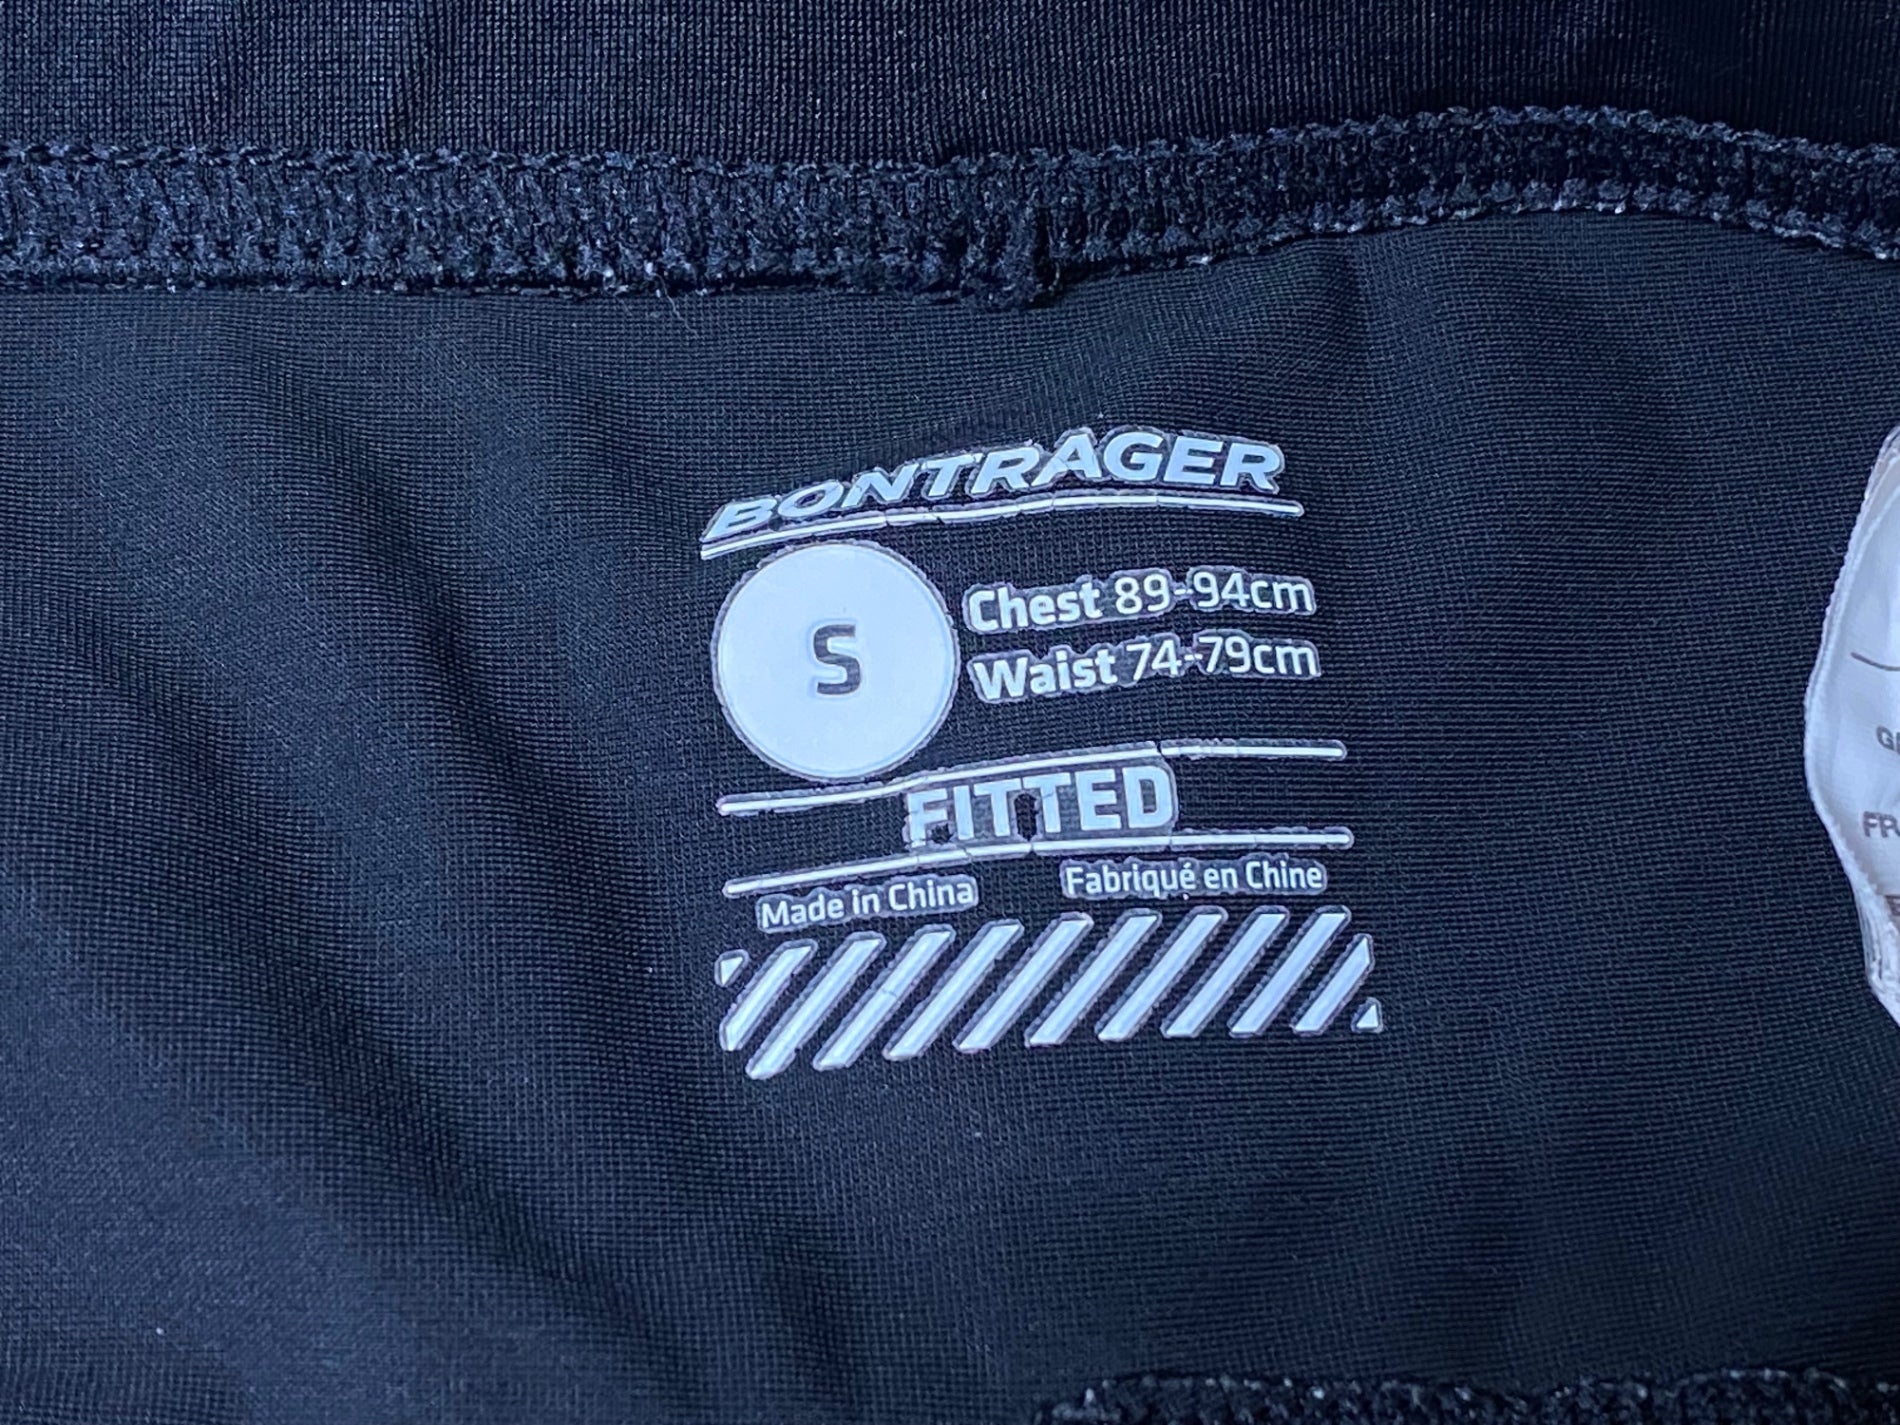 BONTRAGER
S
Chest 89-94cm
Waist 74-79cm
FITTED
Made in China
Fabriqué en Chine